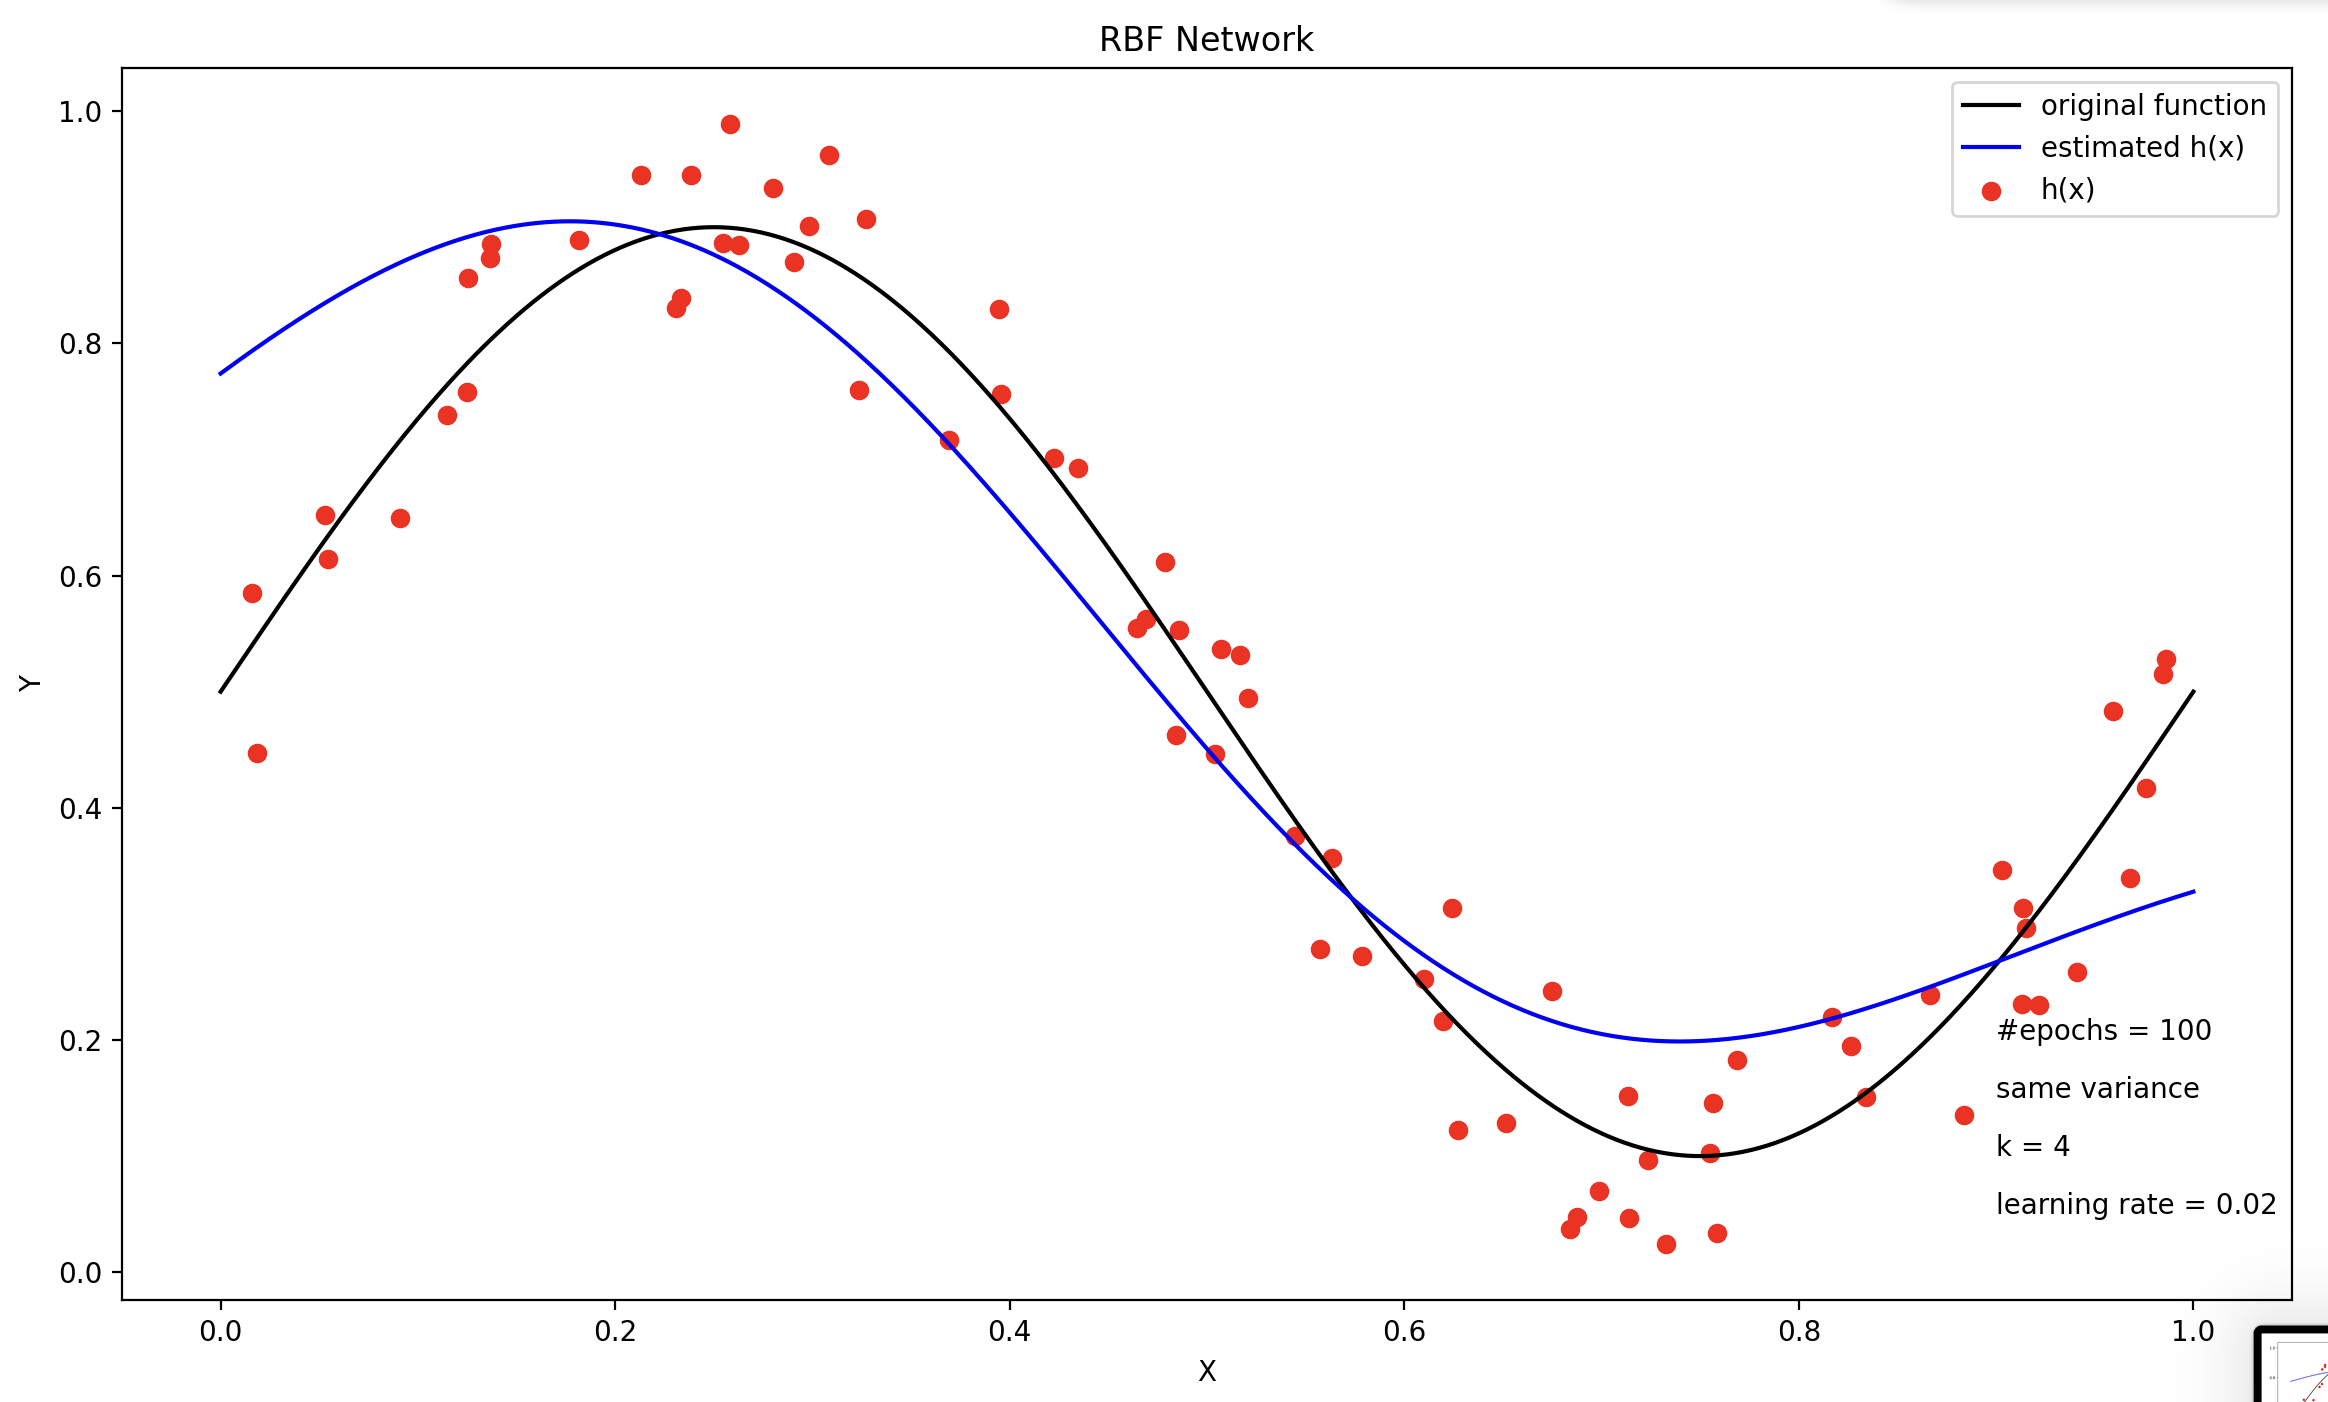 RBF Network
original function
estimated h(x)
h(x)
1.0
0.8
0.6
0.4
0.2
0.0
Y
#epochs = 100
same variance
k = 4
learning rate = 0.02
0.0 0.2 0.4 0.6 0.8 1.0
X